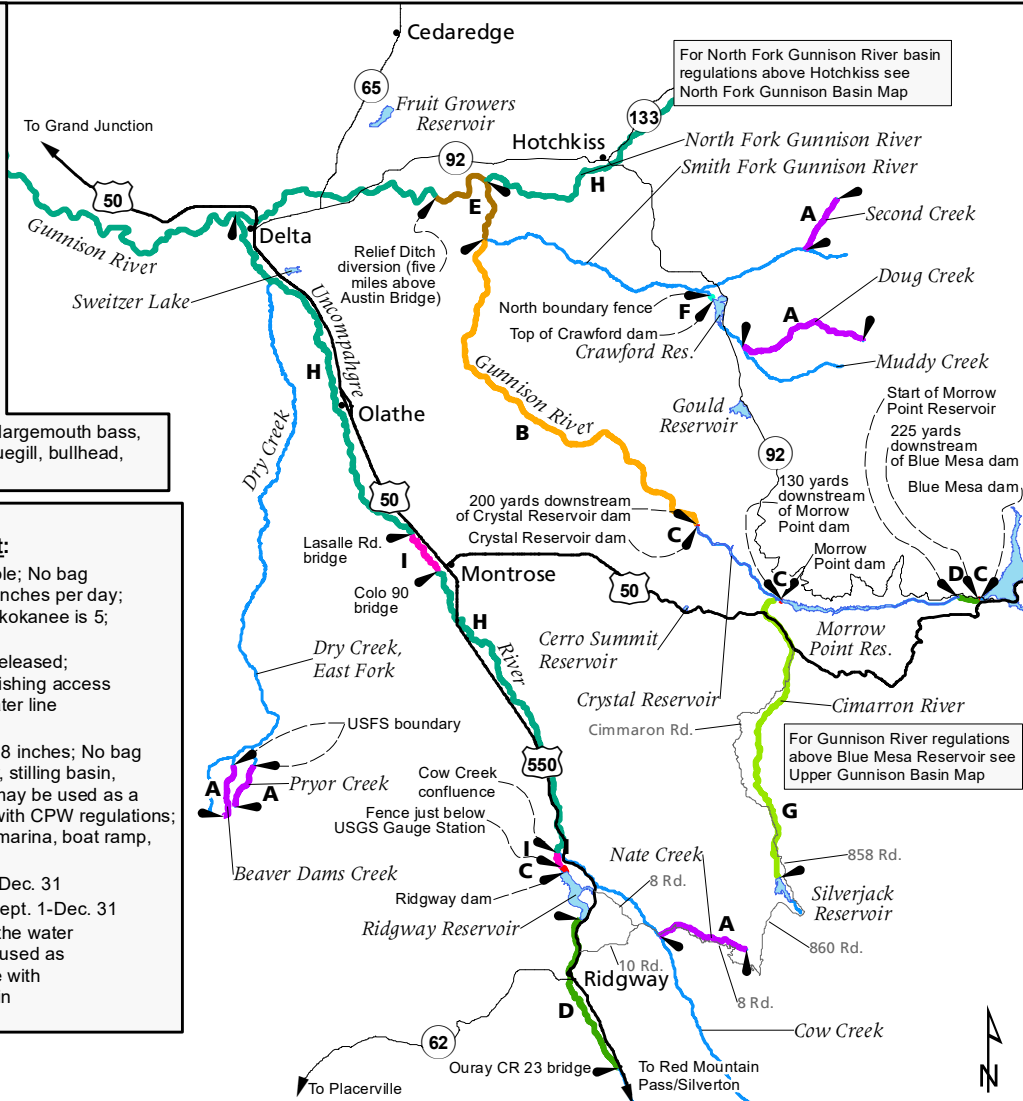 Cedaredge
65
Fruit Growers
Reservoir
For North Fork Gunnison River basin
regulations above Hotchkiss see
North Fork Gunnison Basin Map
To Grand Junction
50
Hotchkiss
133
92
North Fork Gunnison River
Smith Fork Gunnison River
H
E
A
Second Creek
Gunnison River
Delta
Relief Ditch
diversion (five
miles above
Austin Bridge)
Doug Creek
Sweitzer Lake
North boundary fence
F
A
Top of Crawford dam
Crawford Res.
Muddy Creek
Uncompahgre
H
Olathe
Gunnison River
B
Gould
Reservoir
Start of Morrow
Point Reservoir
225 yards
downstream
of Blue Mesa dam
Blue Mesa dam
largemouth bass,
uegill, bullhead,
Dry Creek
92
50
200 yards downstream
of Crystal Reservoir dam
Crystal Reservoir dam
C
130 yards
downstream
of Morrow
Point dam
Morrow
Point dam
t:
ble; No bag
inches per day;
kokanee is 5;
eleased;
ishing access
ater line
Lasalle Rd.
bridge
I
Montrose
Colo 90
bridge
50
C
D
C
H
Cerro Summit
Reservoir
Morrow
Point Res.
River
Dry Creek,
East Fork
Crystal Reservoir
Cimarron River
Cimmaron Rd.
USFS boundary
8 inches; No bag
, stilling basin,
may be used as a
with CPW regulations;
marina, boat ramp,
Dec. 31
ept. 1-Dec. 31
the water
used as
e with
in
A
A
Pryor Creek
550
For Gunnison River regulations
above Blue Mesa Reservoir see
Upper Gunnison Basin Map
Cow Creek
confluence
Fence just below
USGS Gauge Station
G
I
I
C
Beaver Dams Creek
Nate Creek
858 Rd.
Ridgway dam
8 Rd.
Silverjack
Reservoir
Ridgway Reservoir
A
860 Rd.
10 Rd.
Ridgway
8 Rd.
D
Cow Creek
62
Ouray CR 23 bridge
To Red Mountain
Pass/Silverton
To Placerville
N